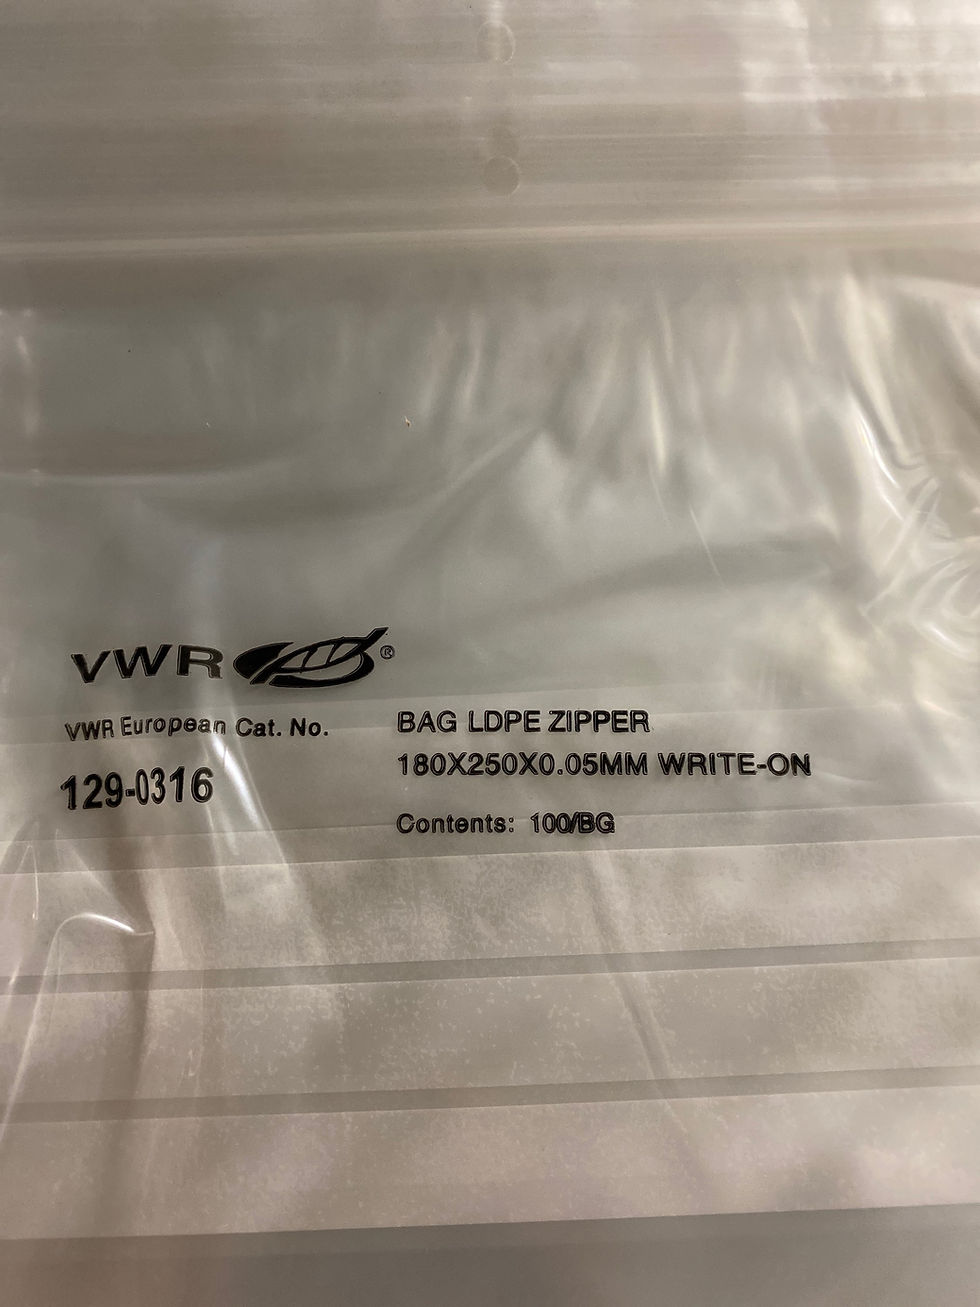 VWR ®
VWR European Cat. No.
129-0316
BAG LDPE ZIPPER
180X250X0.05MM WRITE-ON
Contents: 100/BG